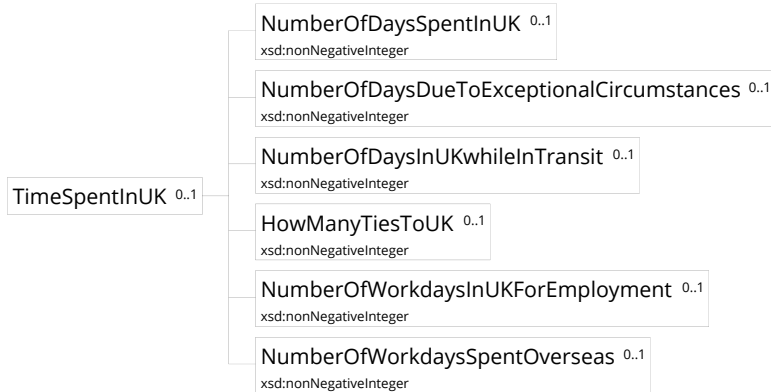 NumberOfDaysSpentInUK 0..1
xsd:nonNegativeInteger
NumberOfDaysDueToExceptionalCircumstances 0..1
xsd:nonNegativeInteger
NumberOfDaysInUKwhileInTransit 0..1
xsd:nonNegativeInteger
TimeSpentInUK 0..1
HowManyTiesToUK 0..1
xsd:nonNegativeInteger
NumberOfWorkdaysInUKForEmployment 0..1
xsd:nonNegativeInteger
NumberOfWorkdaysSpentOverseas 0..1
xsd:nonNegativeInteger